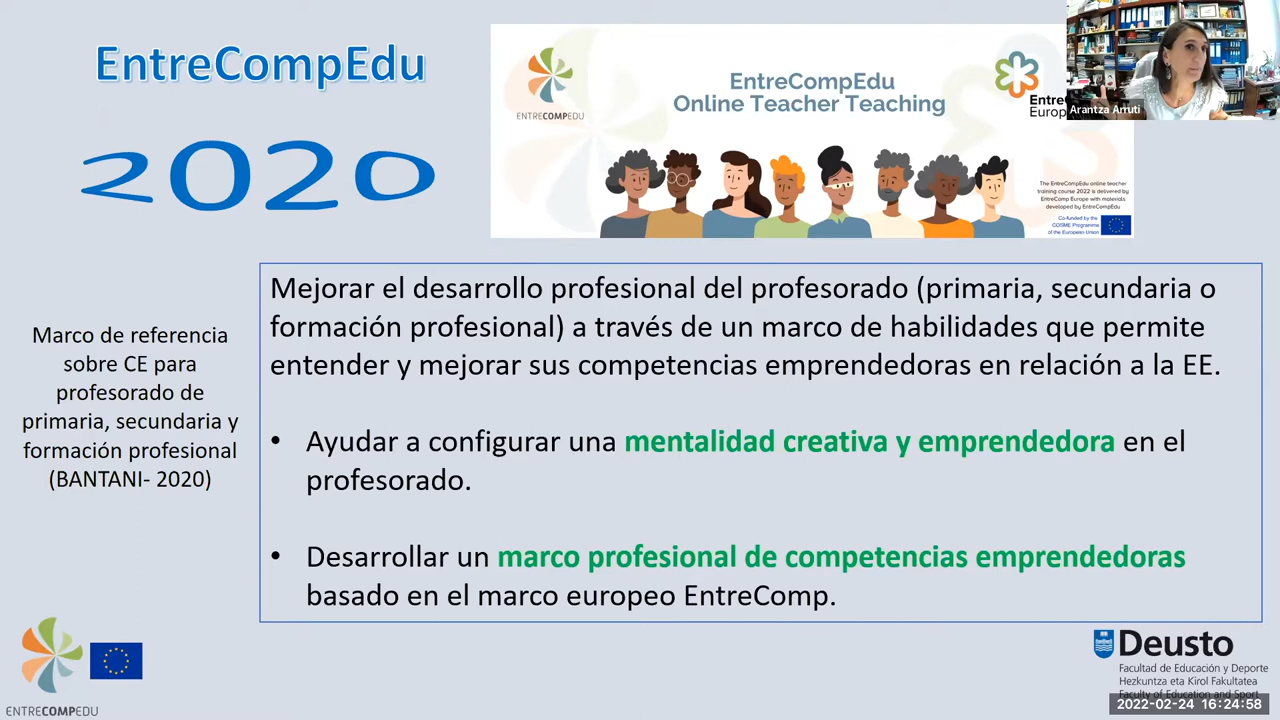 EntreCompEdu
2020
ENTRECOMPEDU
EntreCompEdu
Online Teacher Teaching
Arantza Arruti
The EntreCompEdu online teacher
training course 2022 is delivered by
EntreComp Europe with materials
developed by EntreCompEdu
Co-funded by the
COSME Programme
of the European Union
Marco de referencia
sobre CE para
profesorado de
primaria, secundaria y
formación profesional
(BANTANI- 2020)
Mejorar el desarrollo profesional del profesorado (primaria, secundaria o
formación profesional) a través de un marco de habilidades que permite
entender y mejorar sus competencias emprendedoras en relación a la EE.
• Ayudar a configurar una mentalidad creativa y emprendedora en el
profesorado.
• Desarrollar un marco profesional de competencias emprendedoras
basado en el marco europeo EntreComp.
ENTRECOMPEDU
Deusto
Facultad de Educación y Deporte
Hezkuntza eta Kirol Fakultatea
Faculty of Education and Sport
2022-02-24 16:24:58